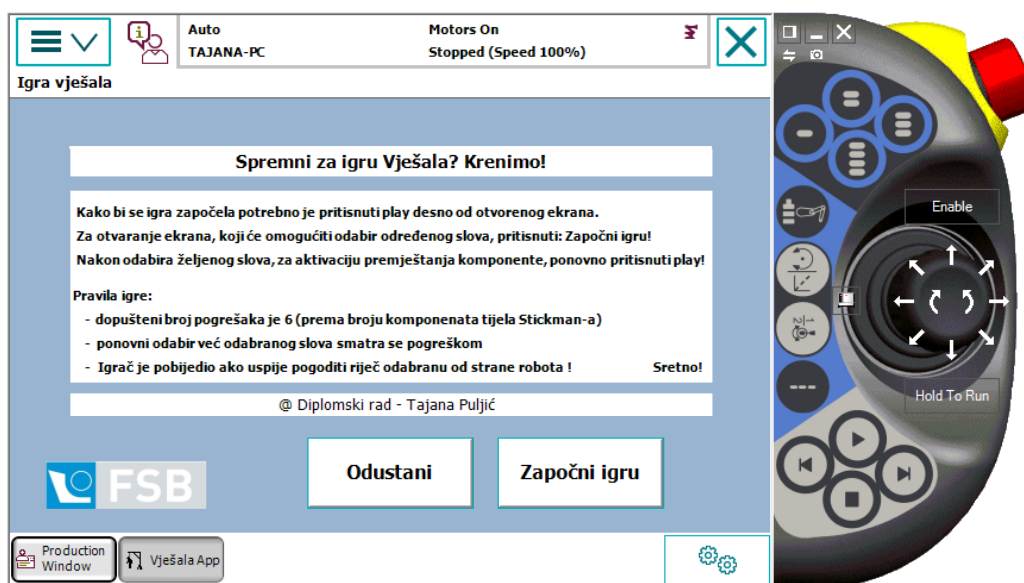 Auto
Motors On
TAJANA-PC
Stopped (Speed 100%)
Igra vješala
Spremni za igru Vješala? Krenimo!
Kako bi se igra započela potrebno je pritisnuti play desno od otvorenog ekrana.
Za otvaranje ekrana, koji će omogućiti odabir određenog slova, pritisnuti: Započni igru!
Nakon odabira željenog slova, za aktivaciju premještanja komponente, ponovno pritisnuti play!
Pravila igre:
- dopušteni broj pogrešaka je 6 (prema broju komponenata tijela Stickman-a)
- ponovni odabir već odabranog slova smatra se pogreškom
- Igrač je pobijedio ako uspije pogoditi riječ odabranu od strane robota ! Sretno!
@ Diplomski rad - Tajana Puljić
FSB
Odustani
Započni igru
Production
Window
Vješala App
Enable
Hold To Run